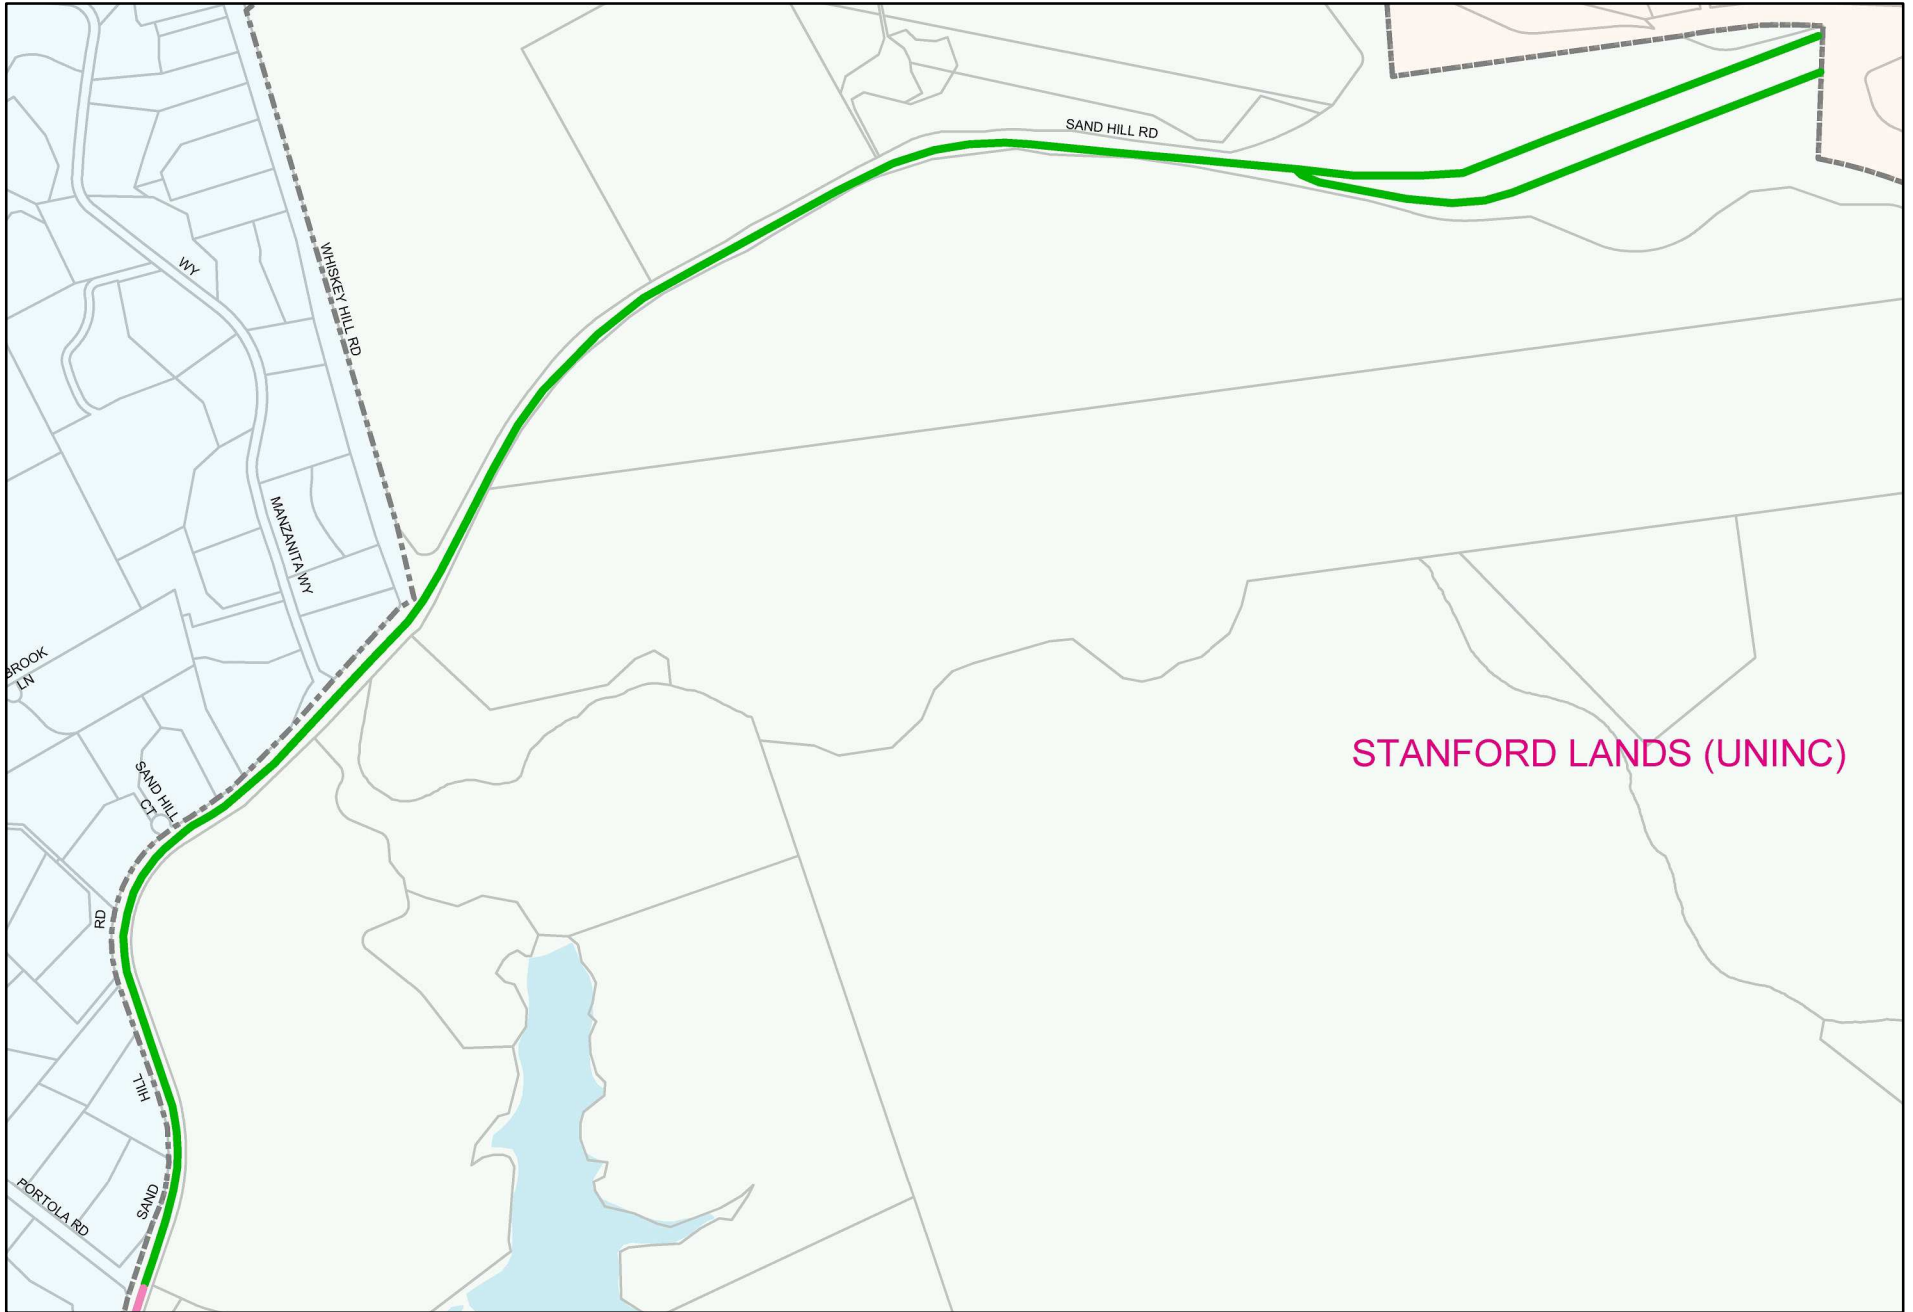 SAND HILL RD
WY
WHISKEY HILL RD
MANZANITA WY
BROOK
LN
STANFORD LANDS (UNINC)
SAND HILL
CT
RD
HILL
SAND
PORTOLA RD